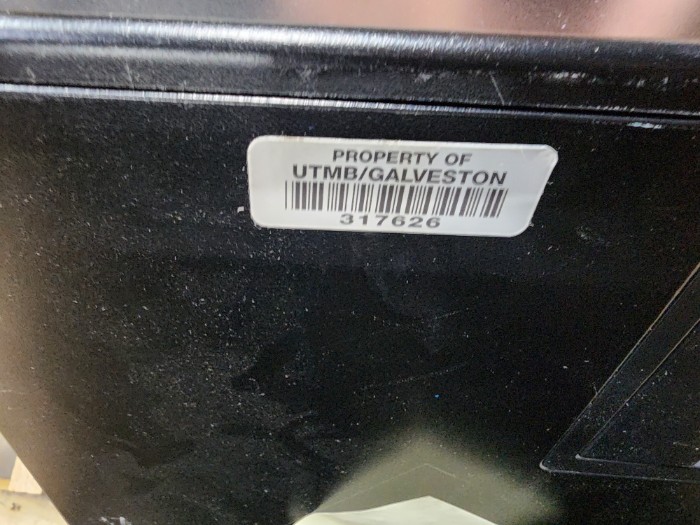 PROPERTY OF
UTMB/GALVESTON
317626